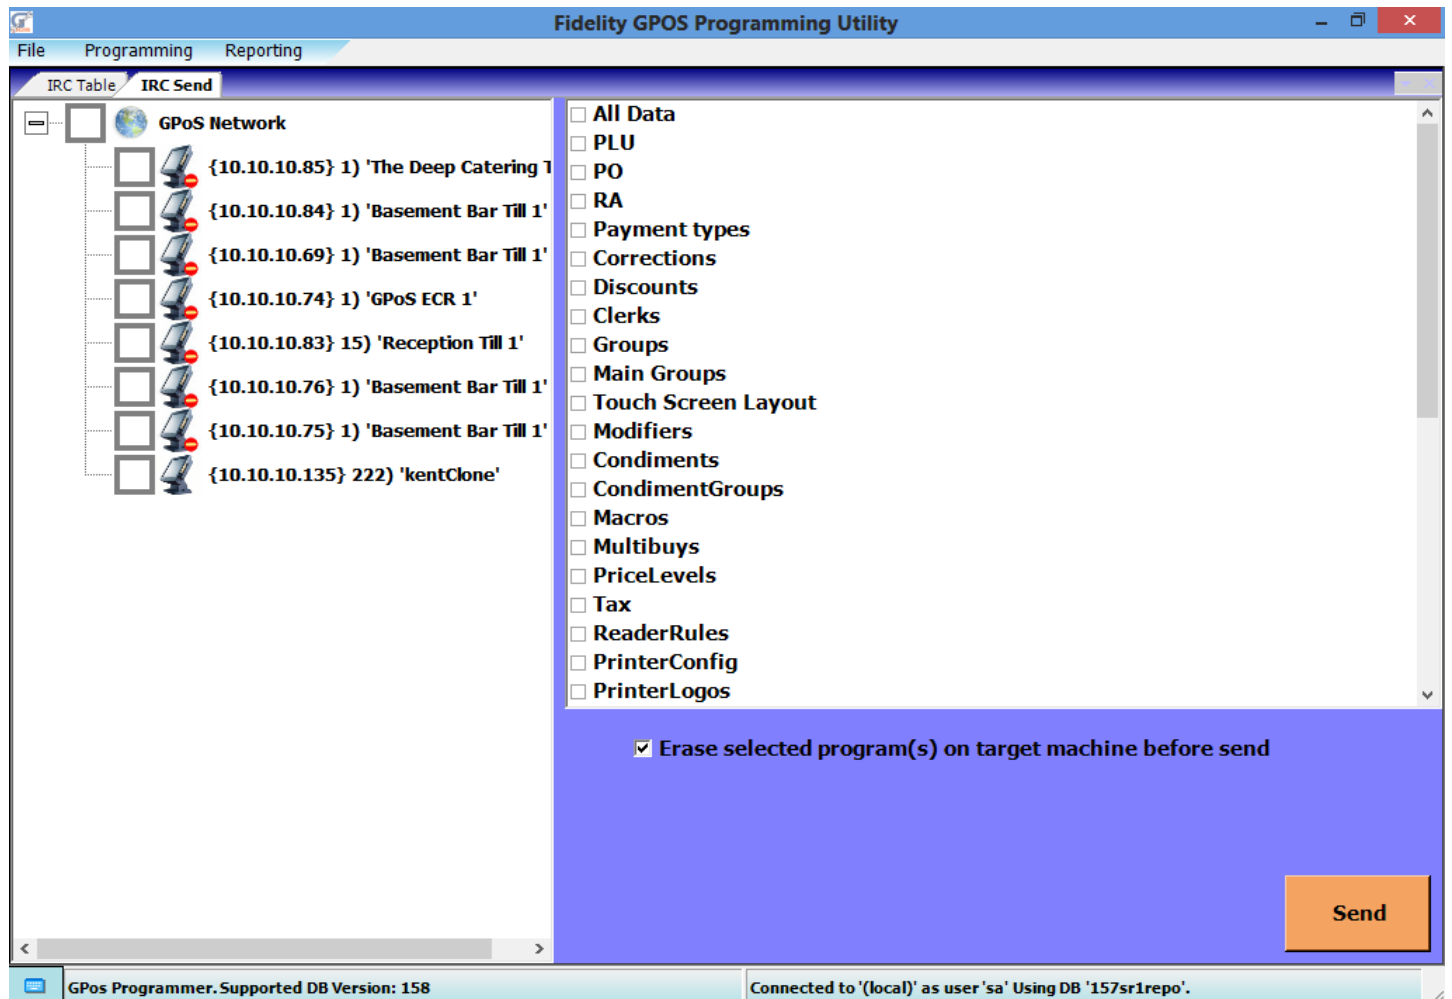 Fidelity GPOS Programming Utility
File Programming Reporting
IRC Table IRC Send
GPoS Network
{10.10.10.85} 1) 'The Deep Catering T
{10.10.10.84} 1) 'Basement Bar Till 1'
{10.10.10.69} 1) 'Basement Bar Till 1'
{10.10.10.74} 1) 'GPoS ECR 1'
{10.10.10.83} 15) 'Reception Till 1'
{10.10.10.76} 1) 'Basement Bar Till 1'
{10.10.10.75} 1) 'Basement Bar Till 1'
{10.10.10.135} 222) 'kentClone'
All Data
PLU
PO
RA
Payment types
Corrections
Discounts
Clerks
Groups
Main Groups
Touch Screen Layout
Modifiers
Condiments
CondimentGroups
Macros
Multibuys
PriceLevels
Tax
ReaderRules
PrinterConfig
PrinterLogos
Erase selected program(s) on target machine before send
Send
GPos Programmer. Supported DB Version: 158
Connected to '(local)' as user 'sa' Using DB '157sr1repo'.